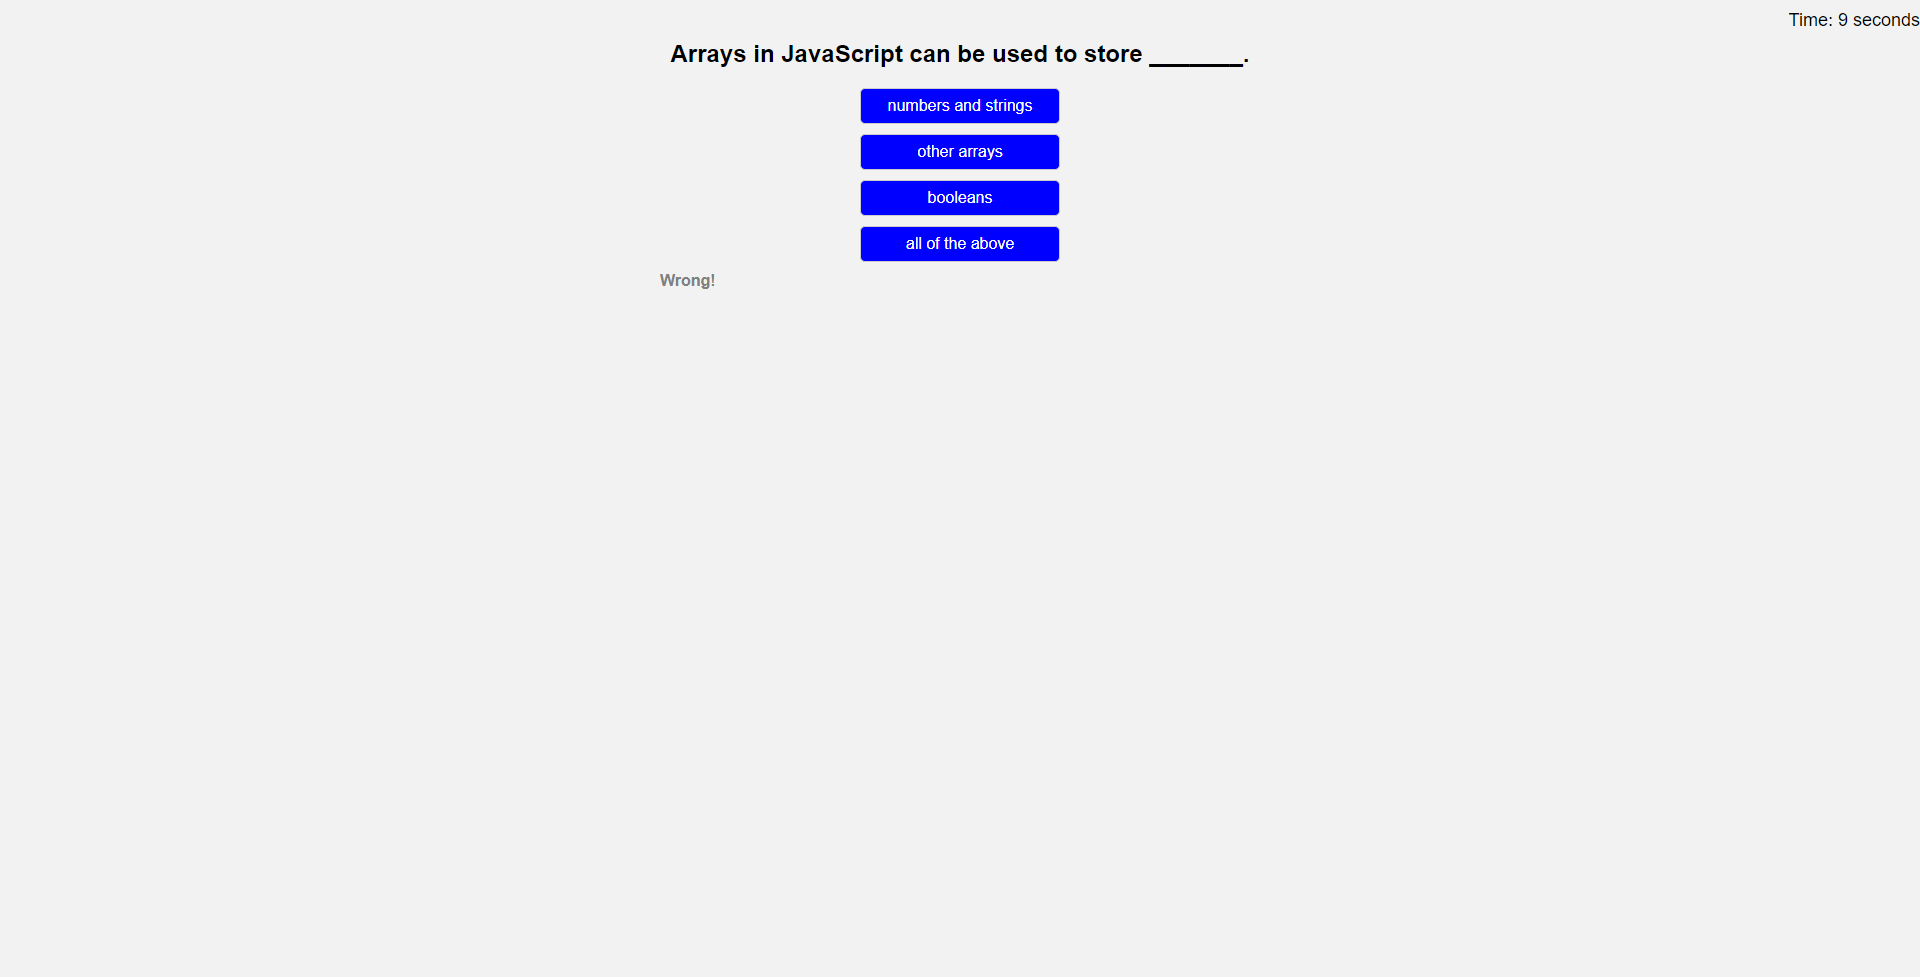 Time: 9 seconds
Arrays in JavaScript can be used to store _______.
numbers and strings
other arrays
booleans
all of the above
Wrong!